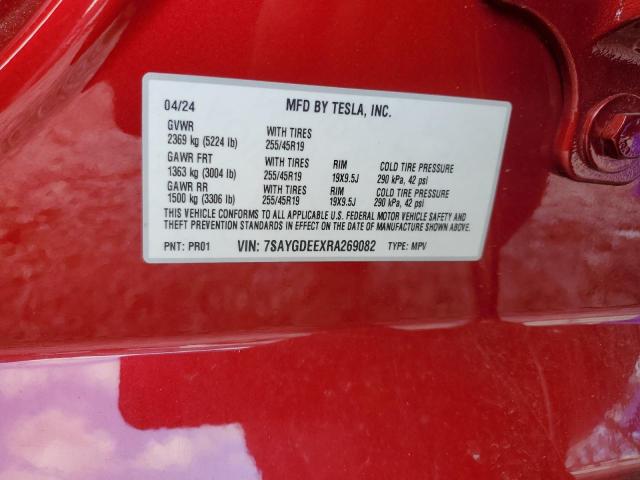 04/24 MFD BY TESLA, INC.
GVWR WITH TIRES
2369 kg (5224 lb) 255/45R19
GAWR FRT WITH TIRES RIM COLD TIRE PRESSURE
1363 kg (3004 lb) 255/45R19 19X9.5J 290 kPa, 42 psi
GAWR RR WITH TIRES RIM COLD TIRE PRESSURE
1500 kg (3306 lb) 255/45R19 19X9.5J 290 kPa, 42 psi
THIS VEHICLE CONFORMS TO ALL APPLICABLE U.S. FEDERAL MOTOR VEHICLE SAFETY AND
THEFT PREVENTION STANDARDS IN EFFECT ON THE DATE OF MANUFACTURE SHOWN ABOVE.
PNT: PR01 VIN: 7SAYGDEEXRA269082 TYPE: MPV